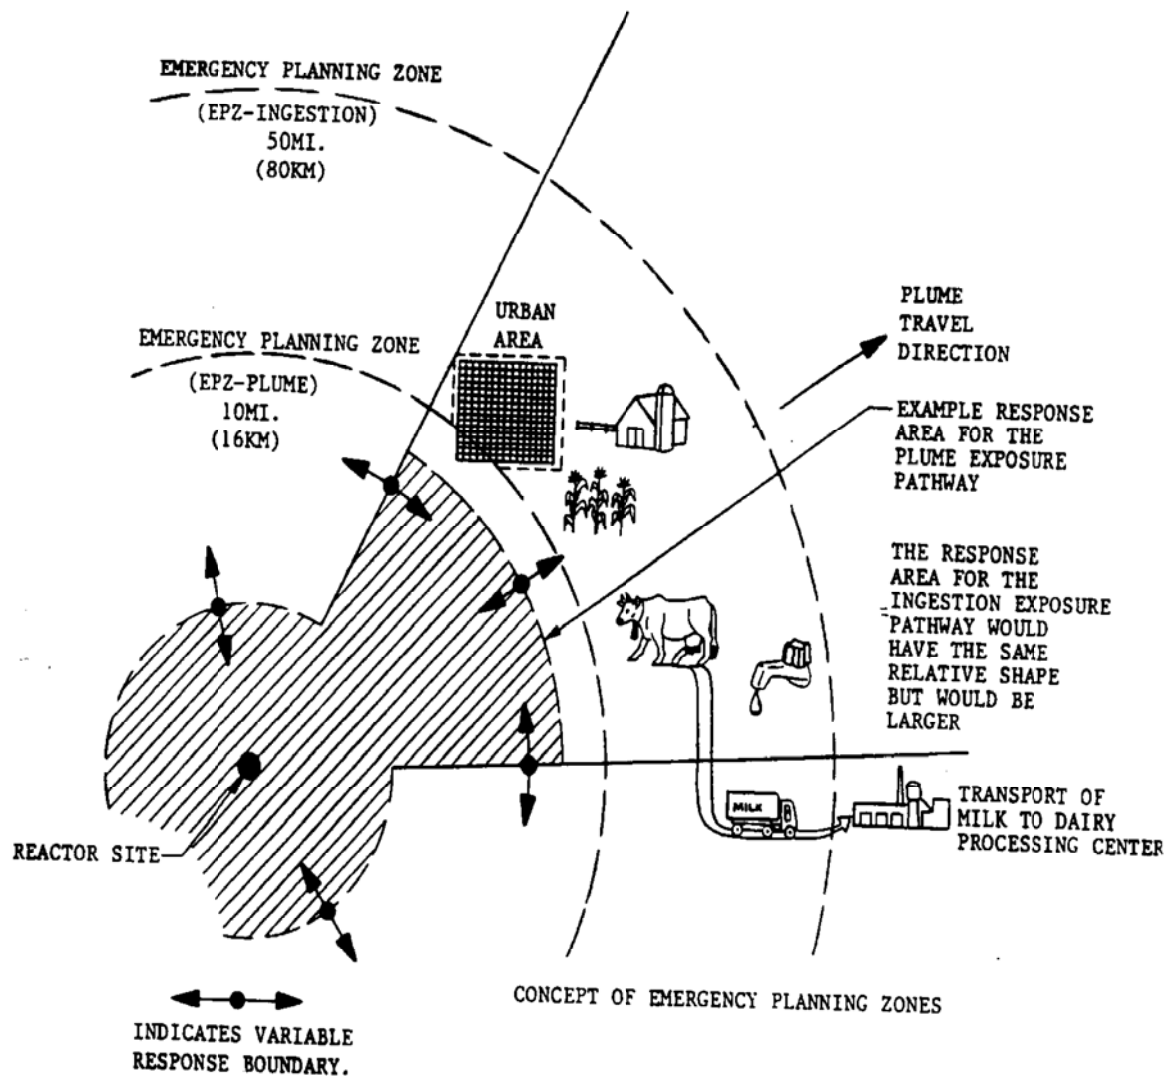 EMERGENCY PLANNING ZONE
(EPZ-INGESTION)
50MI.
(80KM)
EMERGENCY PLANNING ZONE
(EPZ-PLUME)
10MI.
(16KM)
URBAN
AREA
PLUME
TRAVEL
DIRECTION
EXAMPLE RESPONSE
AREA FOR THE
PLUME EXPOSURE
PATHWAY
THE RESPONSE
AREA FOR THE
INGESTION EXPOSURE
PATHWAY WOULD
HAVE THE SAME
RELATIVE SHAPE
BUT WOULD BE
LARGER
MILK
TRANSPORT OF
MILK TO DAIRY
PROCESSING CENTER
REACTOR SITE
CONCEPT OF EMERGENCY PLANNING ZONES
INDICATES VARIABLE
RESPONSE BOUNDARY.